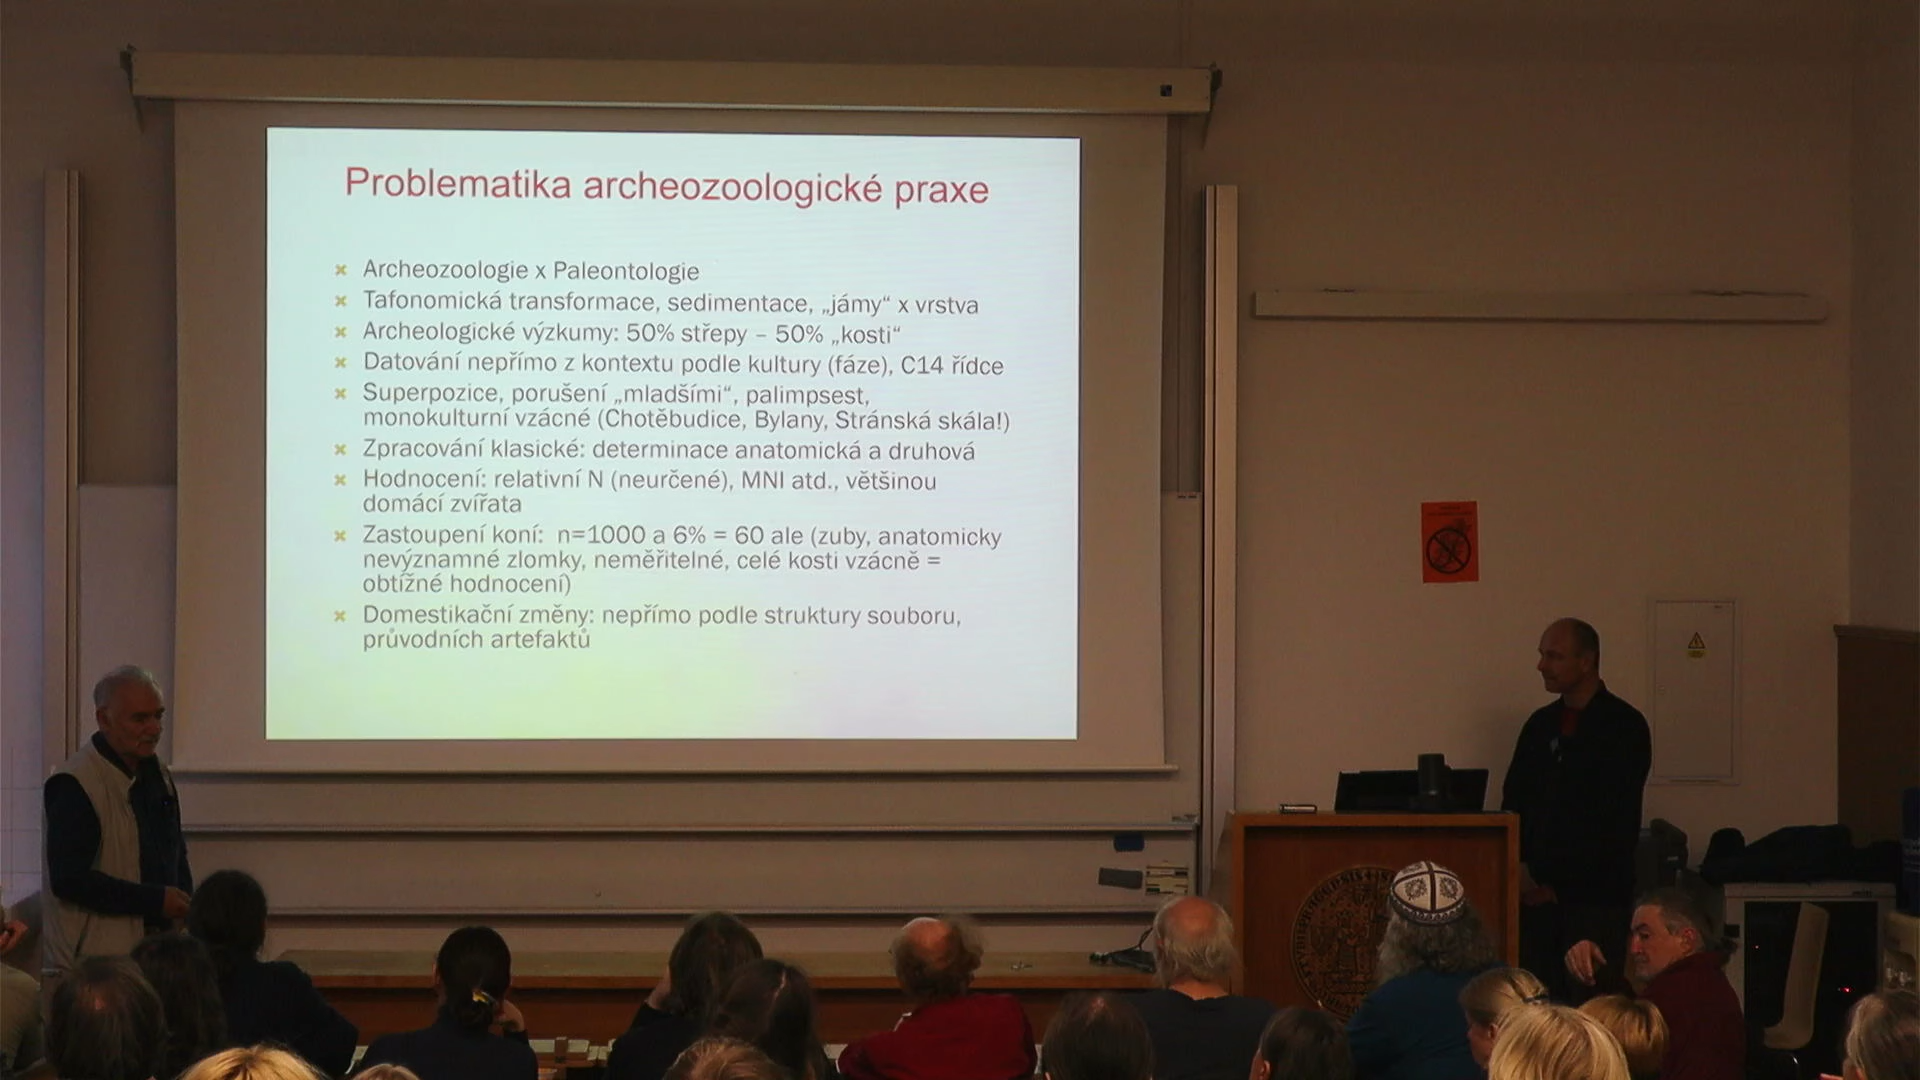 Problematika archeozoologické praxe
Archeozoologie x Paleontologie
Tafonomická transformace, sedimentace, „jámy“ x vrstva
Archeologické výzkumy: 50% střepy – 50% „kosti“
Datování nepřímo z kontextu podle kultury (fáze), C14 řídce
Superpozice, porušení „mladšími“, palimpsest,
monokulturní vzácné (Chotěbudice, Bylany, Stránská skála!)
Zpracování klasické: determinace anatomická a druhová
Hodnocení: relativní N (neurčené), MNI atd., většinou
domácí zvířata
Zastoupení koní: n=1000 a 6% = 60 ale (zuby, anatomicky
nevýznamné zlomky, neměřitelné, celé kosti vzácně =
obtížné hodnocení)
Domestikační změny: nepřímo podle struktury souboru,
průvodních artefaktů